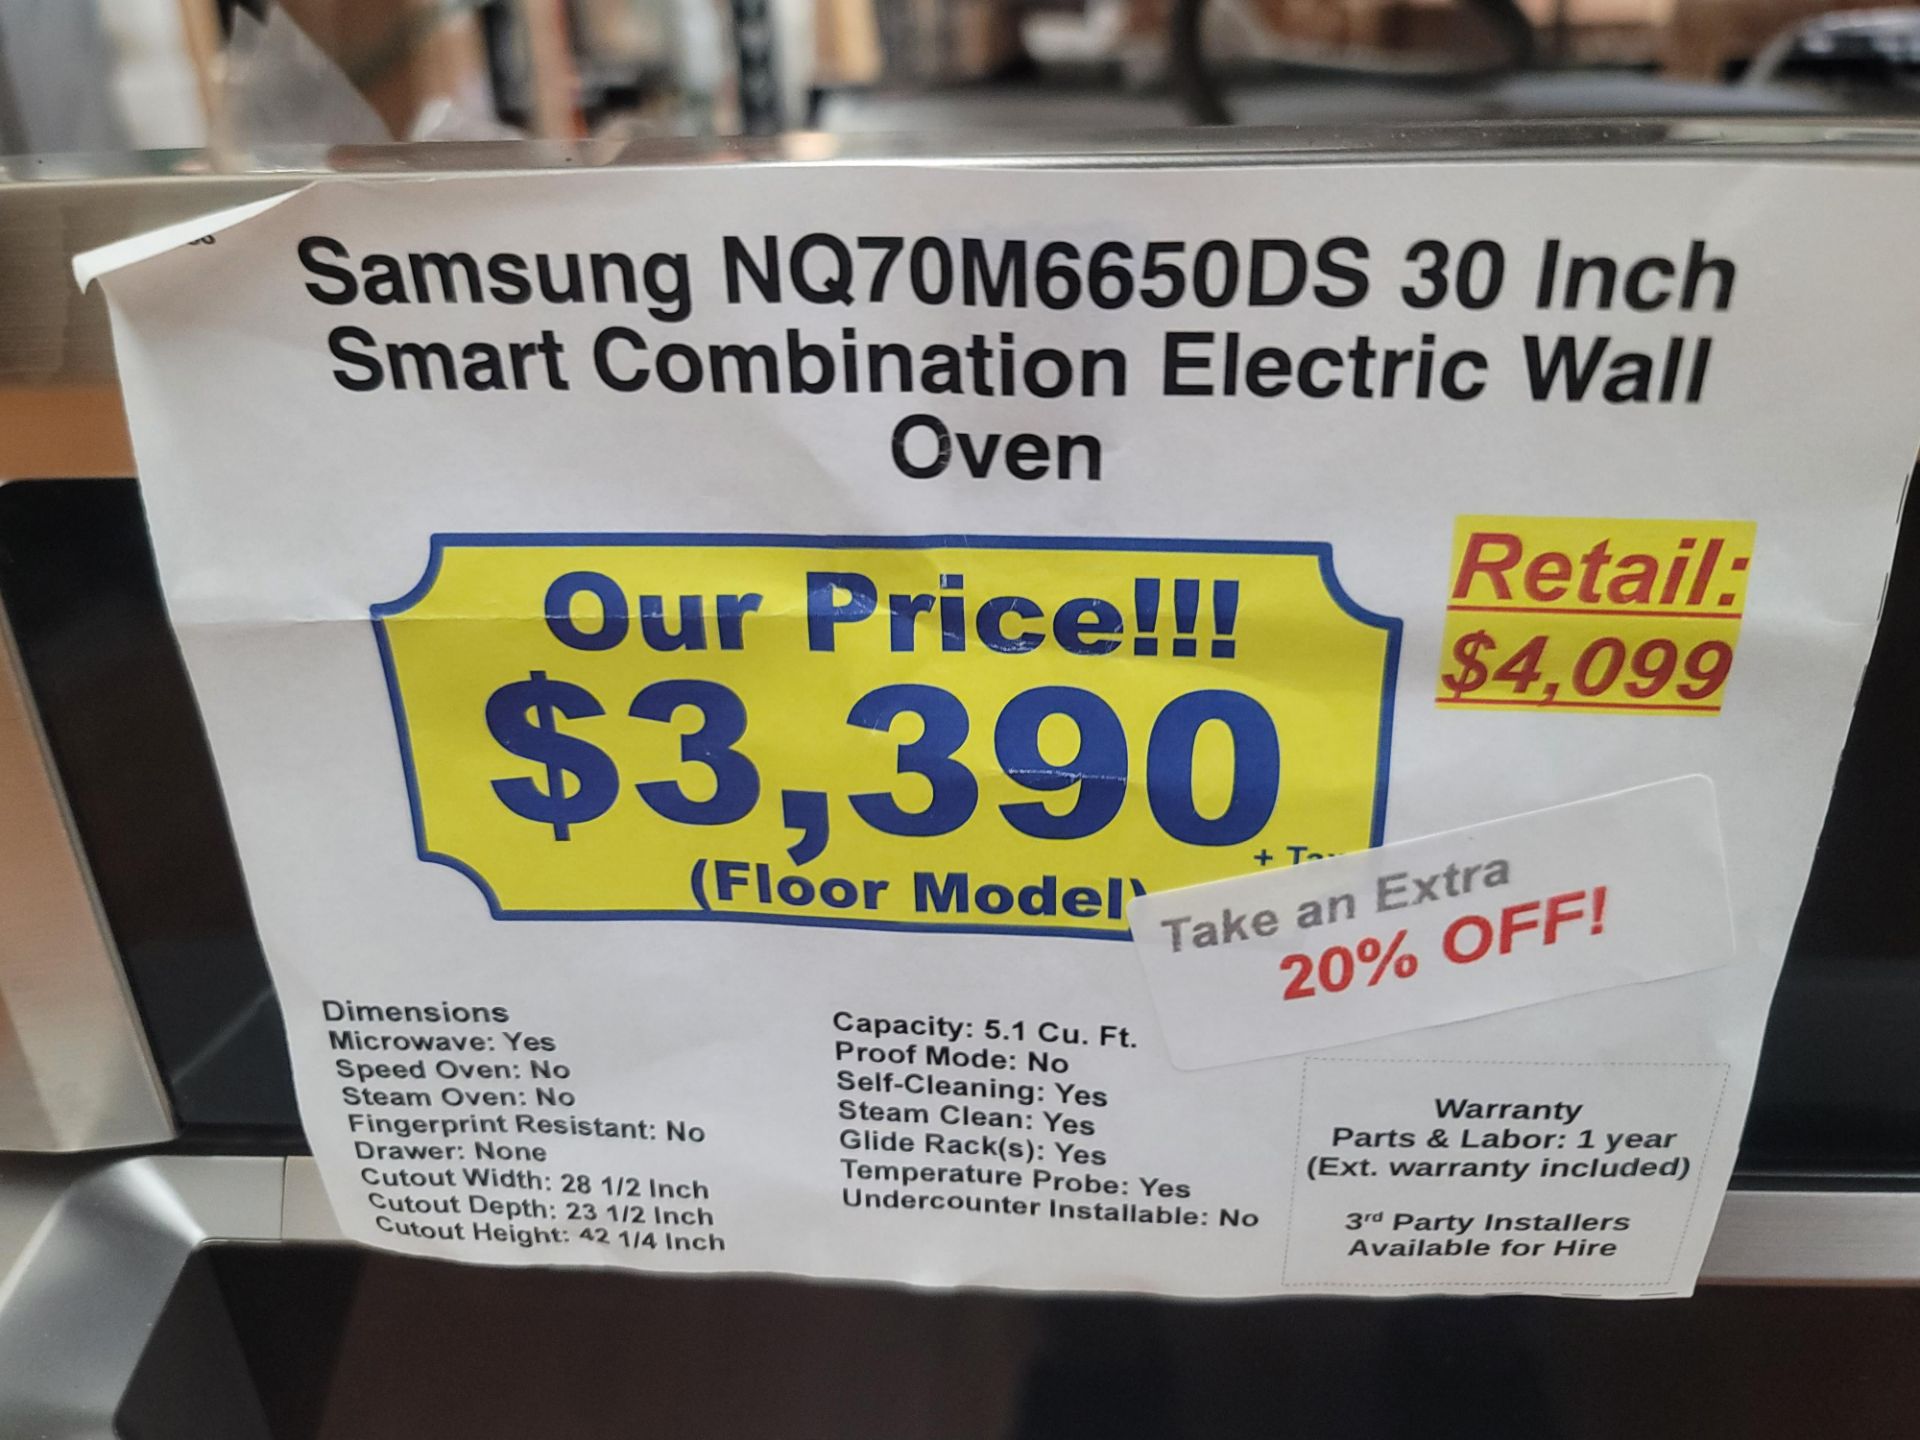 Samsung NQ70M6650DS 30 Inch
Smart Combination Electric Wall
Oven
Our Price!!!
$3,390
+
(Floor Model)
Retail:
$4,099
Take an Extra
20% OFF!
Dimensions
Microwave: Yes
Speed Oven: No
Steam Oven: No
Fingerprint Resistant: No
Drawer: None
Cutout Width: 28 1/2 Inch
Cutout Depth: 23 1/2 Inch
Cutout Height: 42 1/4 Inch
Capacity: 5.1 Cu. Ft.
Proof Mode: No
Self-Cleaning: Yes
Steam Clean: Yes
Glide Rack(s): Yes
Temperature Probe: Yes
Undercounter Installable: No
Warranty
Parts & Labor: 1 year
(Ext. warranty included)
3rd Party Installers
Available for Hire